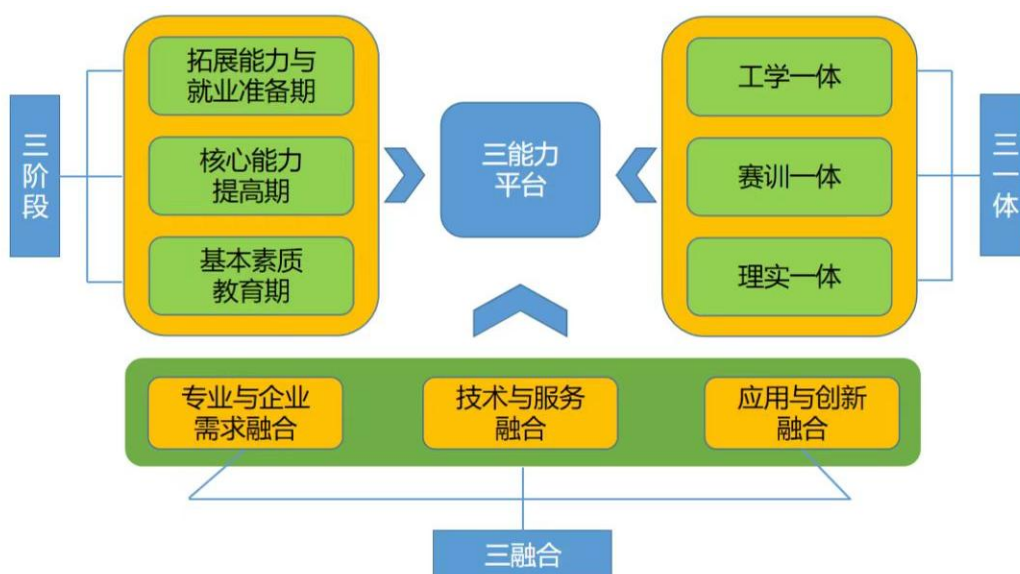 三阶段
拓展能力与
就业准备期
核心能力
提高期
基本素质
教育期
三能力
平台
工学一体
赛训一体
理实一体
三一体
专业与企业
需求融合
技术与服务
融合
应用与创新
融合
三融合